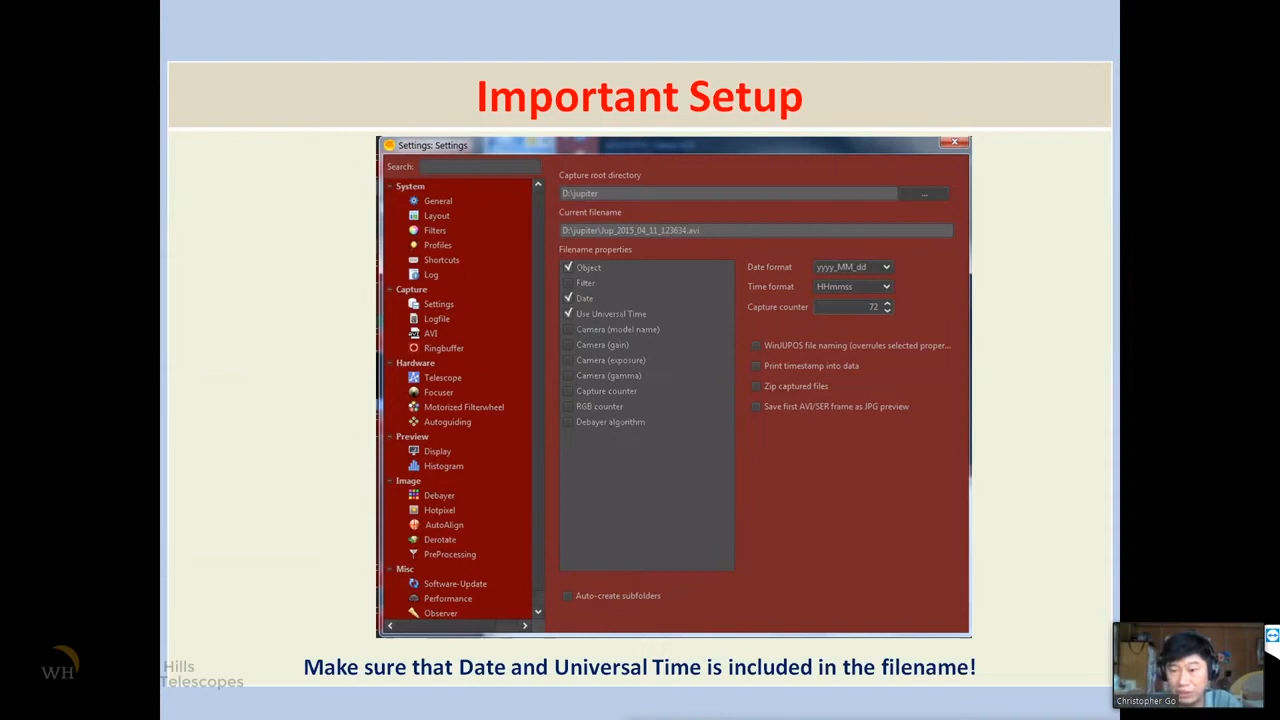 Important Setup
Settings: Settings
Search:
System
General
Layout
Filters
Profiles
Shortcuts
Log
Capture
Settings
Logfile
AVI
Ringbuffer
Hardware
Telescope
Focuser
Motorized Filterwheel
Autoguiding
Preview
Display
Histogram
Image
Debayer
Hotpixel
AutoAlign
Derotate
PreProcessing
Misc
Software-Update
Performance
Observer
Capture root directory
D:\jupiter
...
Current filename
D:\jupiter\Jup_2015_04_11_123634.avi
Filename properties
Object
Filter
Date
Use Universal Time
Camera (model name)
Camera (gain)
Camera (exposure)
Camera (gamma)
Capture counter
RGB counter
Debayer algorithm
Date format yyyy_MM_dd
Time format HHmmss
Capture counter 72
WinJUPOS file naming (overrules selected proper...
Print timestamp into data
Zip captured files
Save first AVI/SER frame as JPG preview
Auto-create subfolders
Make sure that Date and Universal Time is included in the filename!
WH
Hills
Telescopes
Christopher Go